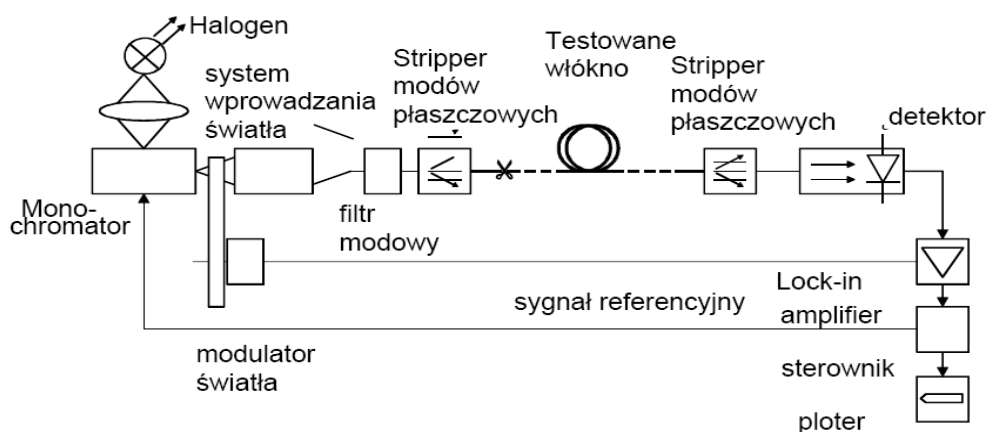 Halogen
system
wprowadzania
światła
Stripper
modów
płaszczowych
Testowane
włókno
Stripper
modów
płaszczowych
detektor
Mono-
chromator
filtr
modowy
sygnał referencyjny
Lock-in
amplifier
modulator
światła
sterownik
ploter